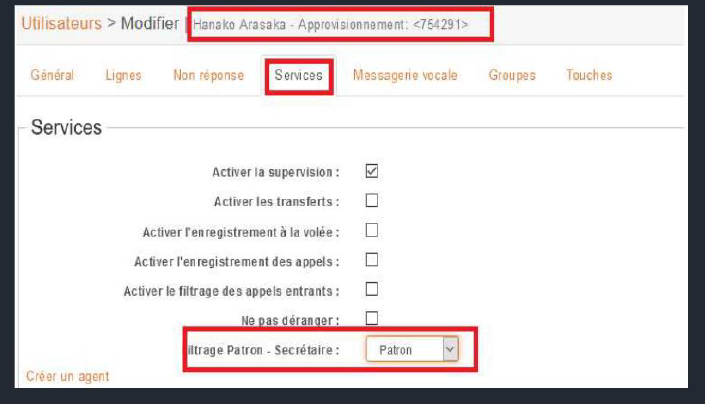 Utilisateurs > Modifier | Hanako Arasaka - Approvisionnement: <754291>
Général Lignes Non réponse Services Messagerie vocale Groupes Touches
Services
Activer la supervision :
Activer les transferts :
Activer l'enregistrement à la volée :
Activer l'enregistrement des appels :
Activer le filtrage des appels entrants :
Ne pas déranger :
iltrage Patron - Secrétaire : Patron
Créer un agent